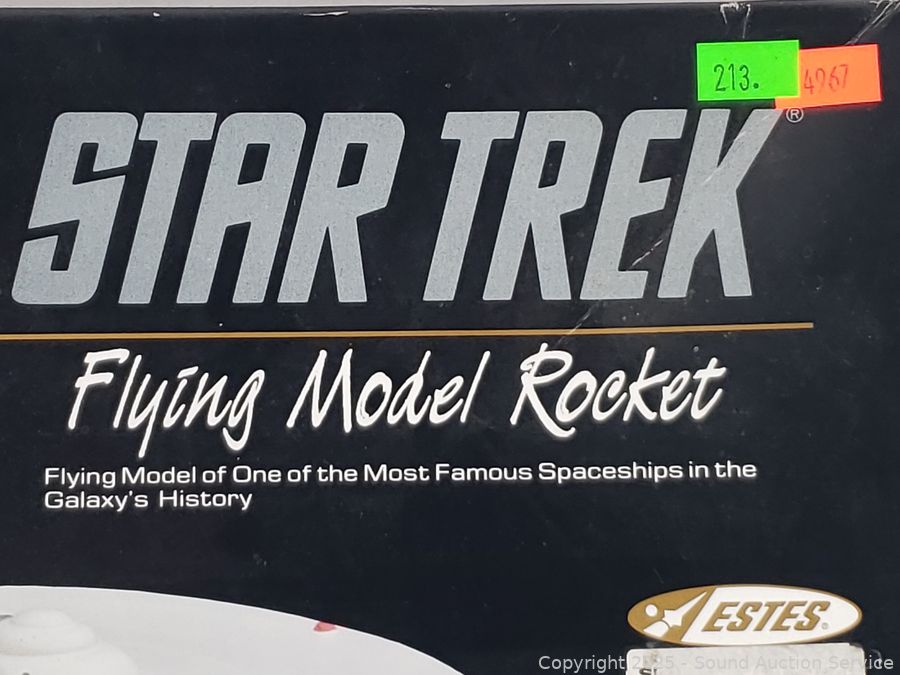 213.
4967
STAR TREK®
Flying Model Rocket
Flying Model of One of the Most Famous Spaceships in the
Galaxy's History
ESTES®
Copyright 2025 - Sound Auction Service